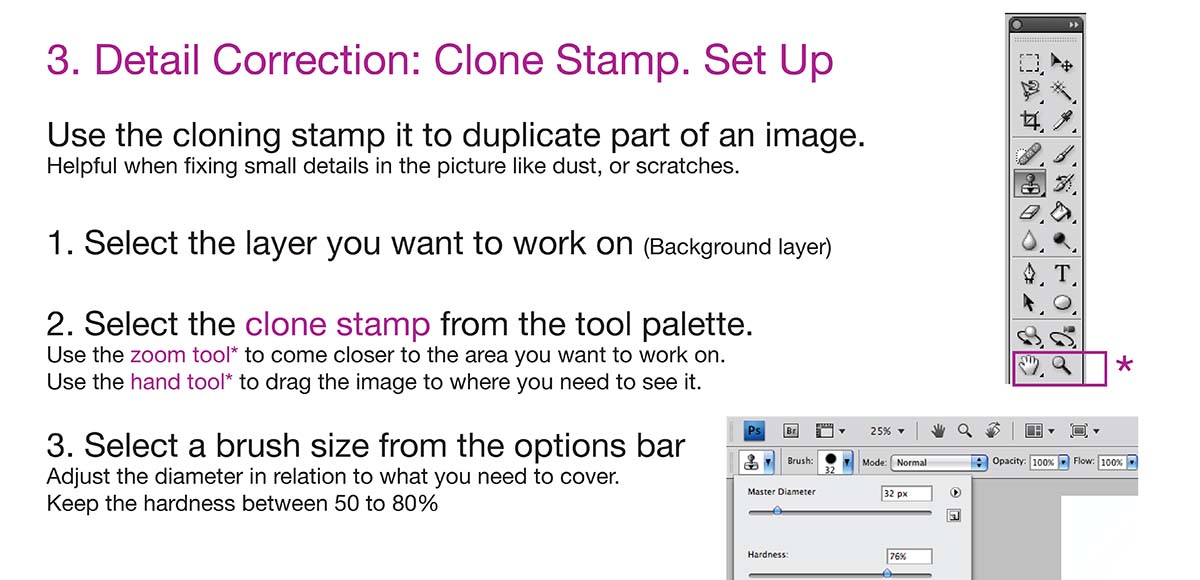 3. Detail Correction: Clone Stamp. Set Up
Use the cloning stamp it to duplicate part of an image.
Helpful when fixing small details in the picture like dust, or scratches.
1. Select the layer you want to work on (Background layer)
2. Select the clone stamp from the tool palette.
Use the zoom tool* to come closer to the area you want to work on.
Use the hand tool* to drag the image to where you need to see it.
*
3. Select a brush size from the options bar
Adjust the diameter in relation to what you need to cover.
Keep the hardness between 50 to 80%
Ps Br 25%
Brush: 32 Mode: Normal Opacity: 100% Flow: 100%
Master Diameter 32 px
Hardness: 76%